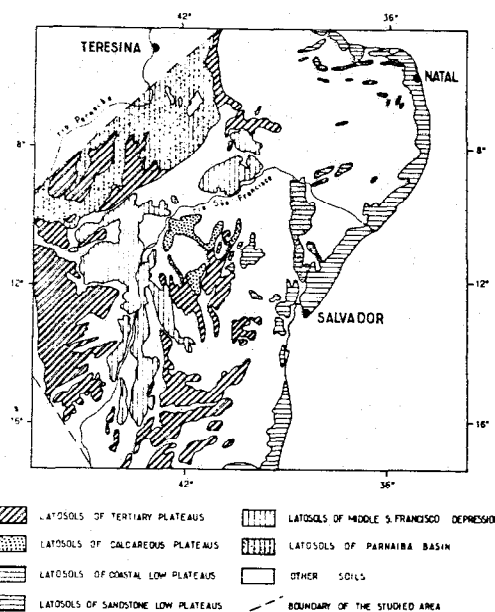 42° 36°
TERESINA
NATAL
rio Parnaiba
8° 8°
rio São Francisco
12° 12°
SALVADOR
16° 16°
42° 36°
LATOSOLS OF TERTIARY PLATEAUS
LATOSOLS OF CALCAREOUS PLATEAUS
LATOSOLS OF COASTAL LOW PLATEAUS
LATOSOLS OF SANDSTONE LOW PLATEAUS
LATOSOLS OF MIDDLE S. FRANCISCO DEPRESSION
LATOSOLS OF PARNAIBA BASIN
OTHER SOILS
BOUNDARY OF THE STUDIED AREA